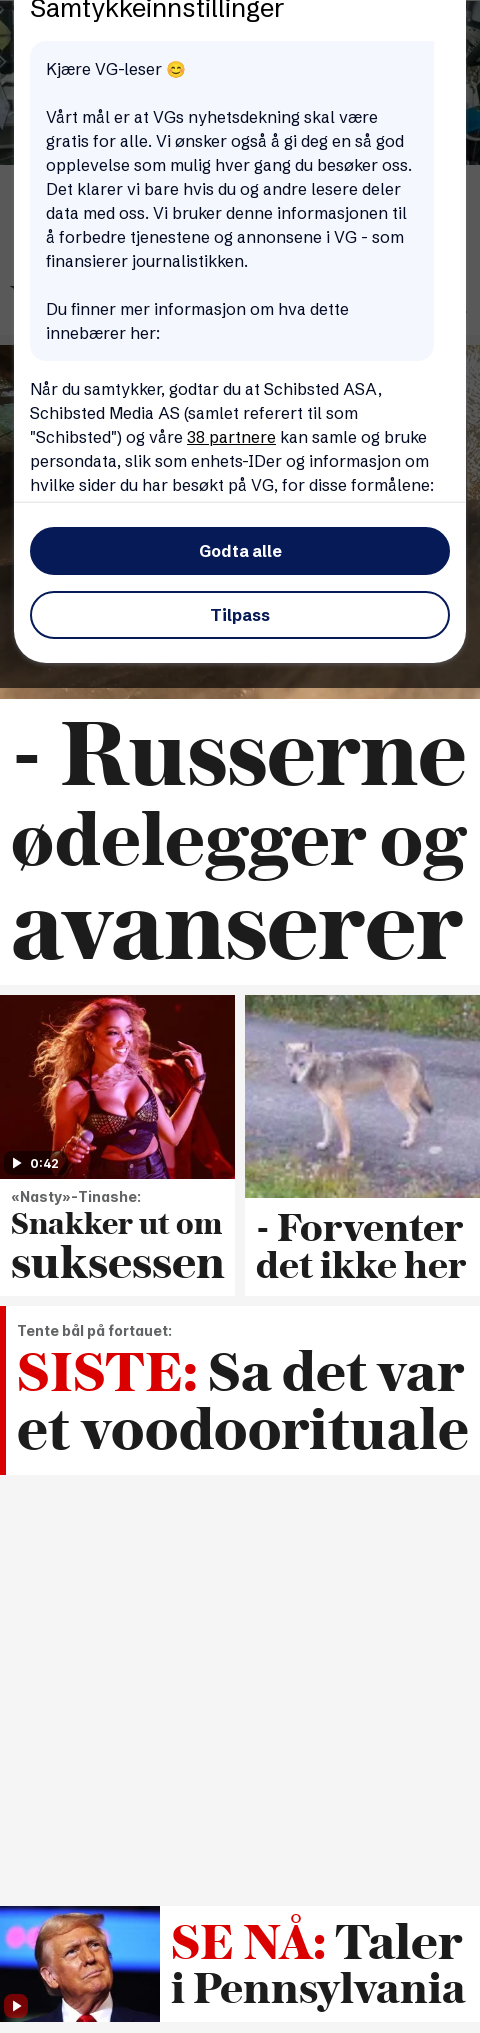 Samtykkeinnstillinger
Kjære VG-leser 😊
Vårt mål er at VGs nyhetsdekning skal være
gratis for alle. Vi ønsker også å gi deg en så god
opplevelse som mulig hver gang du besøker oss.
Det klarer vi bare hvis du og andre lesere deler
data med oss. Vi bruker denne informasjonen til
å forbedre tjenestene og annonsene i VG - som
finansierer journalistikken.
Du finner mer informasjon om hva dette
innebærer her:
Når du samtykker, godtar du at Schibsted ASA,
Schibsted Media AS (samlet referert til som
"Schibsted") og våre 38 partnere kan samle og bruke
persondata, slik som enhets-IDer og informasjon om
hvilke sider du har besøkt på VG, for disse formålene:
Godta alle
Tilpass
- Russerne
ødelegger og
avanserer
0:42
«Nasty»-Tinashe:
Snakker ut om
suksessen
- Forventer
det ikke her
Tente bål på fortauet:
SISTE: Sa det var
et voodoorituale
SE NÅ: Taler
i Pennsylvania